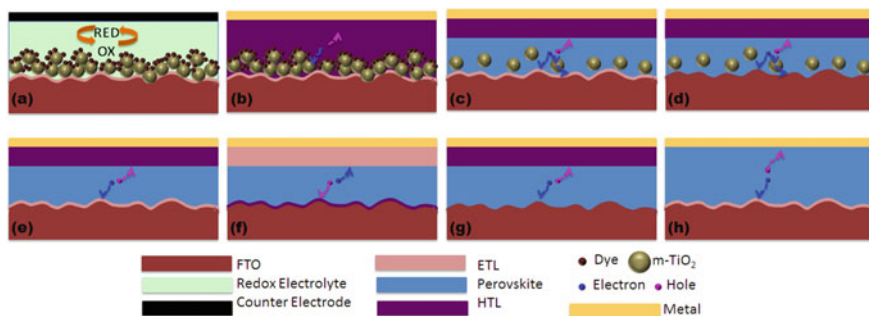 RED
OX
(a)
(b)
(c)
(d)
(e)
(f)
(g)
(h)
FTO
ETL
Dye
m-TiO₂
Redox Electrolyte
Perovskite
Electron
Hole
Counter Electrode
HTL
Metal